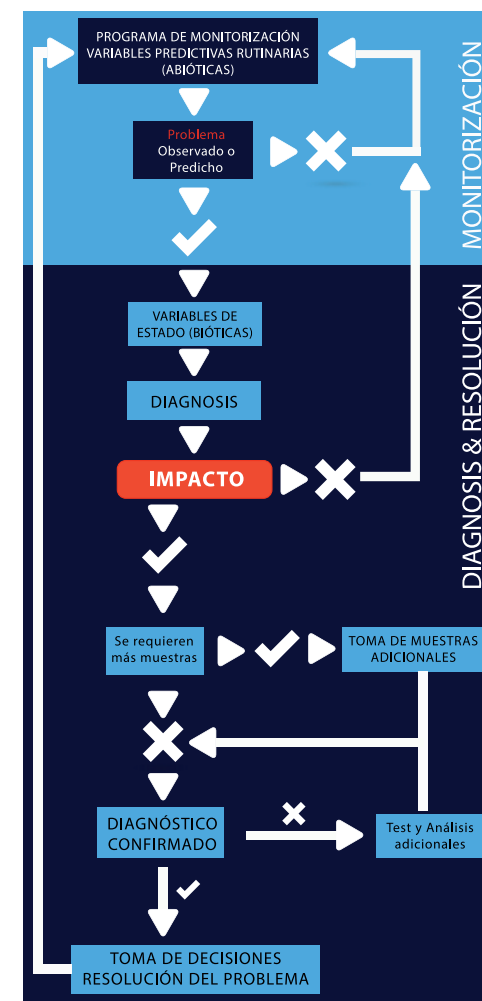 PROGRAMA DE MONITORIZACIÓN
VARIABLES PREDICTIVAS RUTINARIAS
(ABIÓTICAS)
Problema
Observado o
Predicho
MONITORIZACIÓN
VARIABLES DE
ESTADO (BIÓTICAS)
DIAGNOSIS
IMPACTO
DIAGNOSIS & RESOLUCIÓN
Se requieren
más muestras
TOMA DE MUESTRAS
ADICIONALES
DIAGNÓSTICO
CONFIRMADO
Test y Análisis
adicionales
TOMA DE DECISIONES
RESOLUCIÓN DEL PROBLEMA